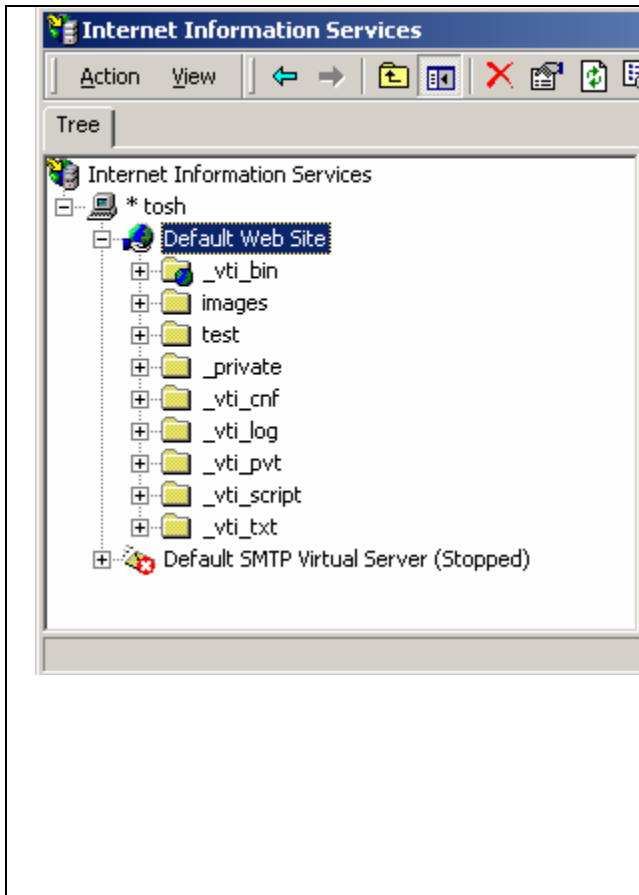 Internet Information Services
Action View
Tree
Internet Information Services
* tosh
Default Web Site
_vti_bin
images
test
_private
_vti_cnf
_vti_log
_vti_pvt
_vti_script
_vti_txt
Default SMTP Virtual Server (Stopped)